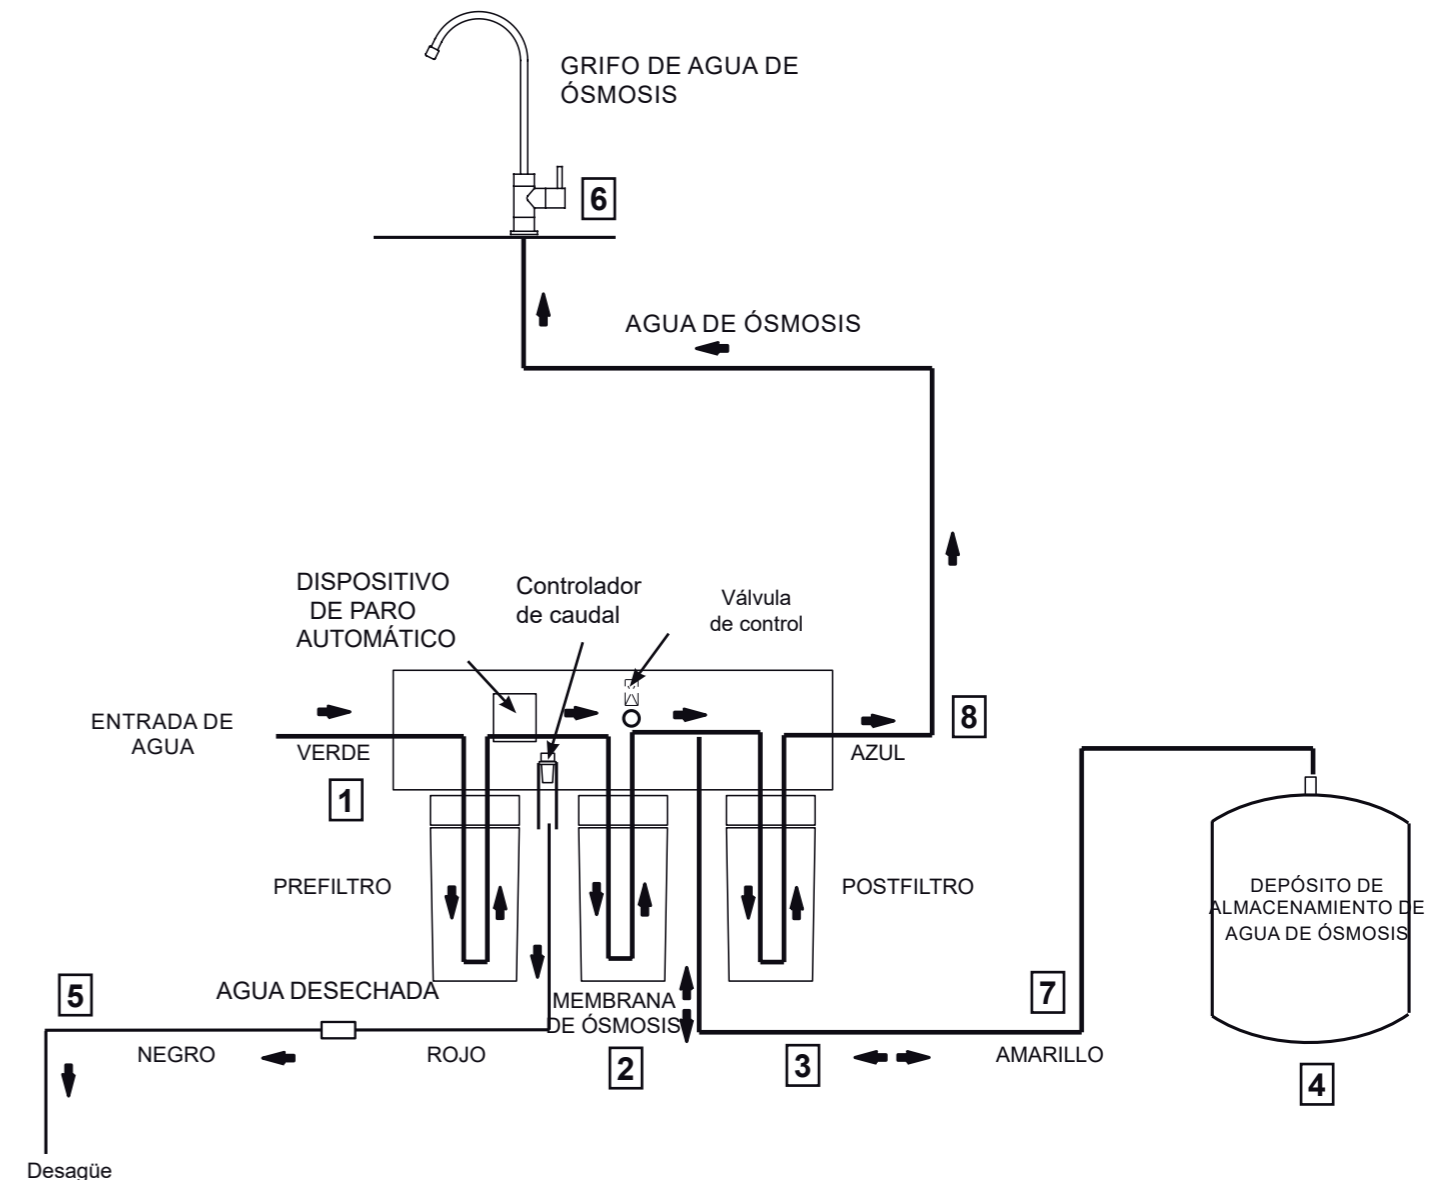 GRIFO DE AGUA DE
ÓSMOSIS
6
AGUA DE ÓSMOSIS
DISPOSITIVO
DE PARO
AUTOMÁTICO
Controlador
de caudal
Válvula
de control
ENTRADA DE
AGUA
VERDE
1
AZUL
8
PREFILTRO
POSTFILTRO
DEPÓSITO DE
ALMACENAMIENTO DE
AGUA DE ÓSMOSIS
5
AGUA DESECHADA
MEMBRANA
DE ÓSMOSIS
7
NEGRO
ROJO
2
3
AMARILLO
4
Desagüe